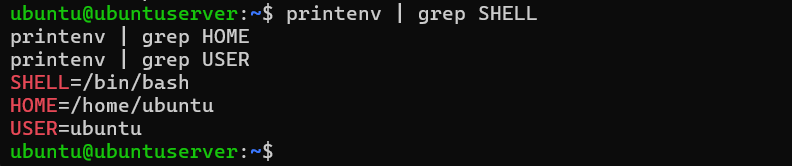 ubuntu@ubuntuserver:~$ printenv | grep SHELL
printenv | grep HOME
printenv | grep USER
SHELL=/bin/bash
HOME=/home/ubuntu
USER=ubuntu
ubuntu@ubuntuserver:~$